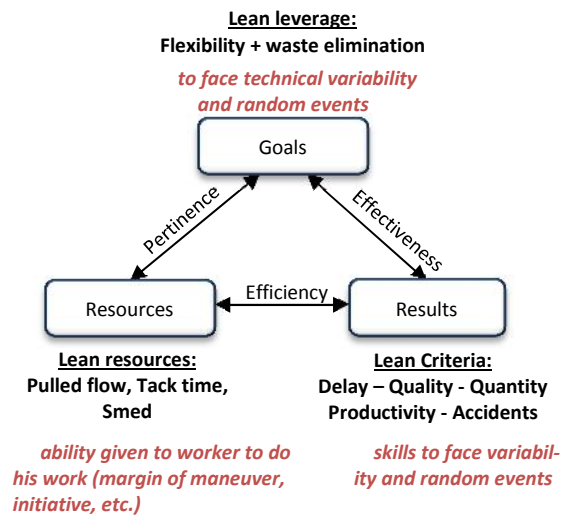 Lean leverage:
Flexibility + waste elimination
to face technical variability
and random events
Goals
Pertinence
Effectiveness
Resources
Efficiency
Results
Lean resources:
Pulled flow, Tack time,
Smed
Lean Criteria:
Delay – Quality - Quantity
Productivity - Accidents
ability given to worker to do
his work (margin of maneuver,
initiative, etc.)
skills to face variabil-
ity and random events